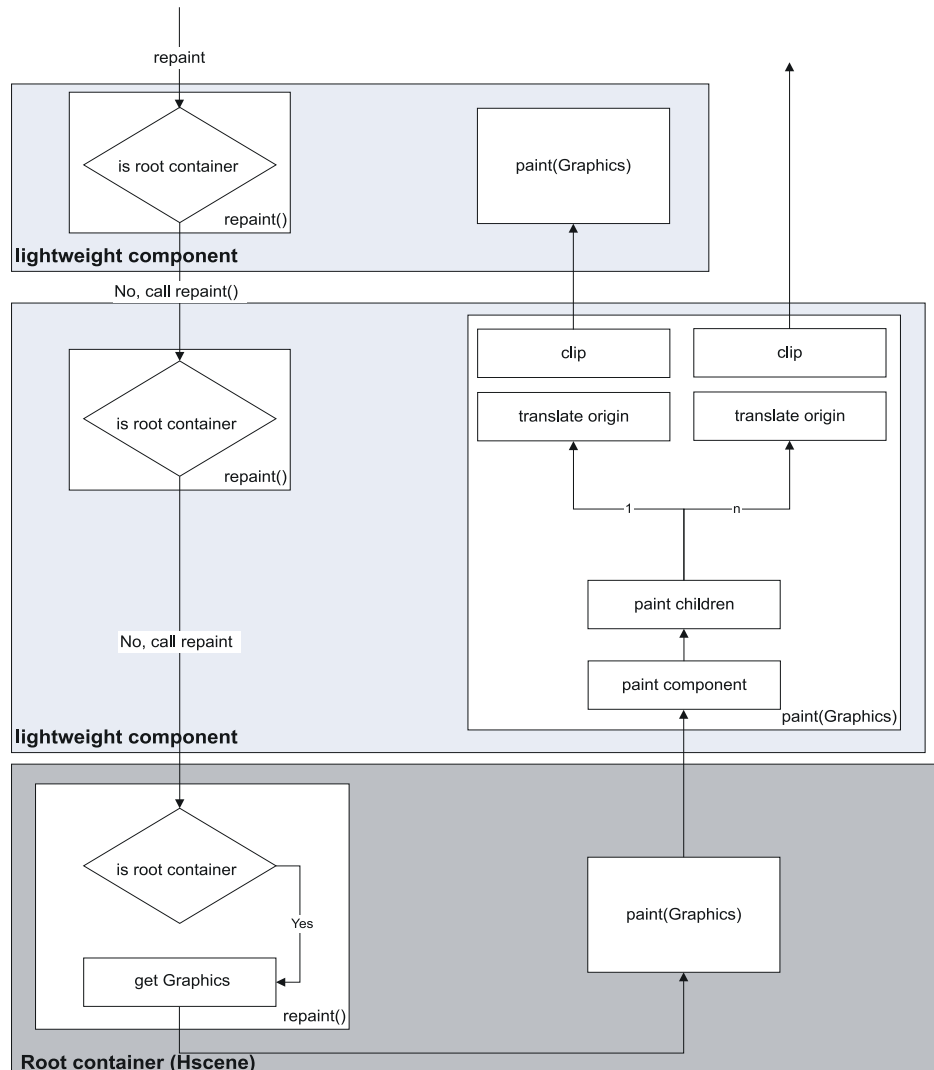 repaint
is root container
repaint()
paint(Graphics)
lightweight component
No, call repaint()
is root container
repaint()
clip
clip
translate origin
translate origin
1
n
paint children
paint component
paint(Graphics)
No, call repaint
lightweight component
is root container
Yes
get Graphics
repaint()
paint(Graphics)
Root container (Hscene)